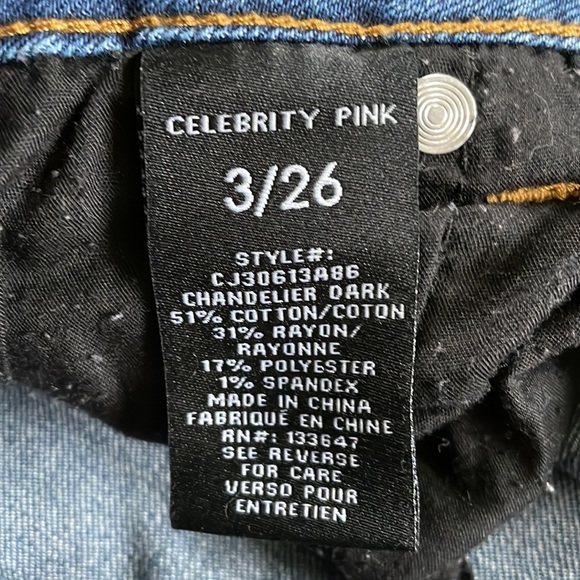 CELEBRITY PINK
3/26
STYLE#:
CJ30613A86
CHANDELIER DARK
51% COTTON/COTON
31% RAYON/
RAYONNE
17% POLYESTER
1% SPANDEX
MADE IN CHINA
FABRIQUÉ EN CHINE
RN#: 133647
SEE REVERSE
FOR CARE
VERSO POUR
ENTRETIEN